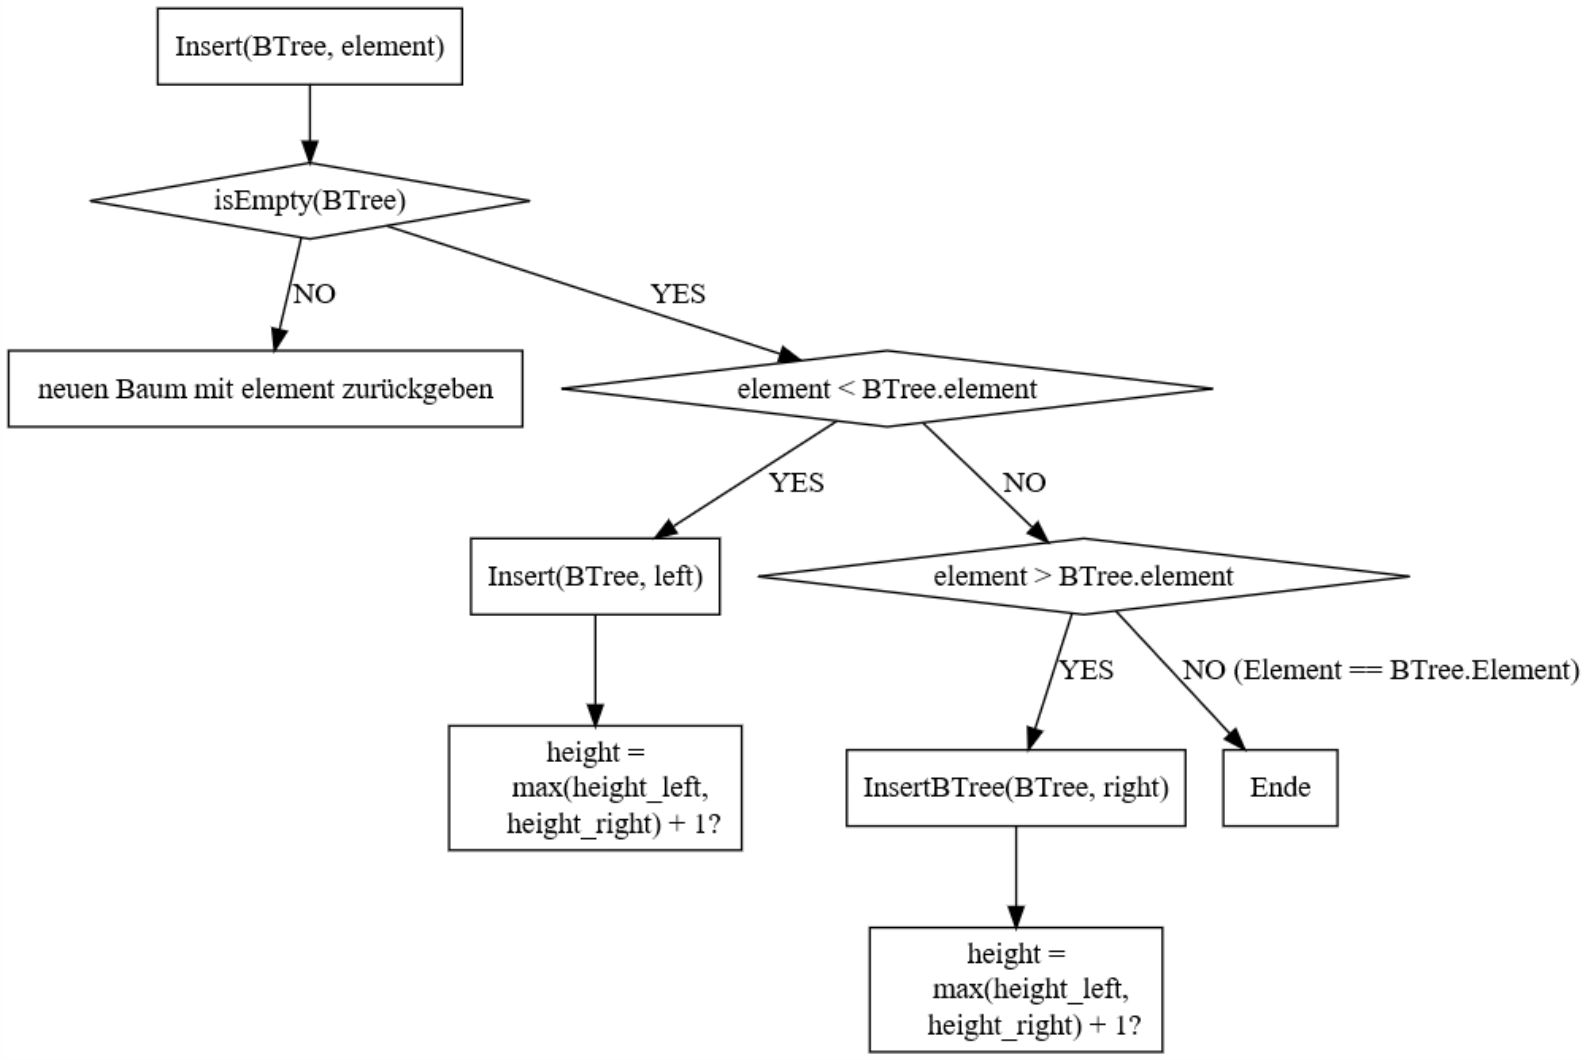 Insert(BTree, element)
isEmpty(BTree)
NO
YES
neuen Baum mit element zurückgeben
element < BTree.element
YES
NO
Insert(BTree, left)
element > BTree.element
YES
NO (Element == BTree.Element)
height =
max(height_left,
height_right) + 1?
InsertBTree(BTree, right)
Ende
height =
max(height_left,
height_right) + 1?